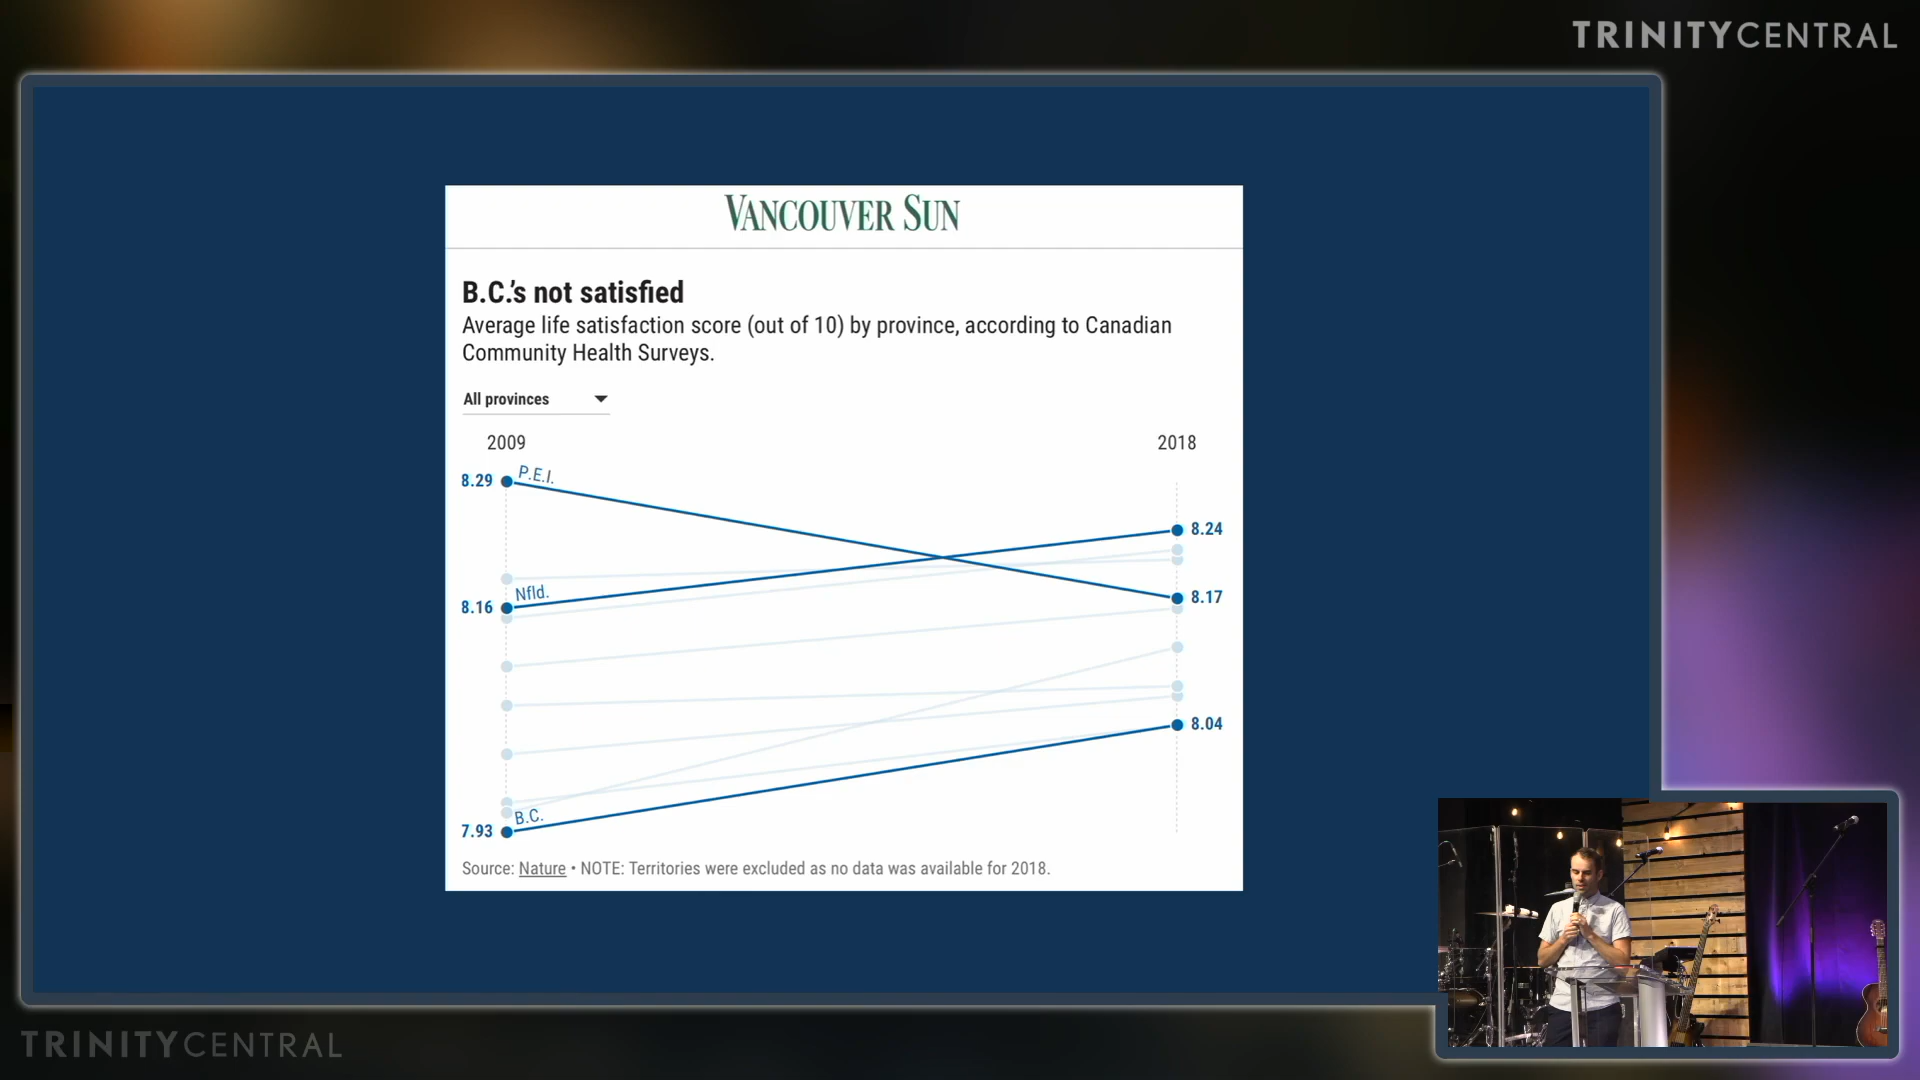 TRINITYCENTRAL
VANCOUVER SUN
B.C.'s not satisfied
Average life satisfaction score (out of 10) by province, according to Canadian
Community Health Surveys.
All provinces
2009
2018
8.29
P.E.I.
8.24
Nfld.
8.16
8.17
8.04
B.C.
7.93
Source: Nature • NOTE: Territories were excluded as no data was available for 2018.
TRINITYCENTRAL